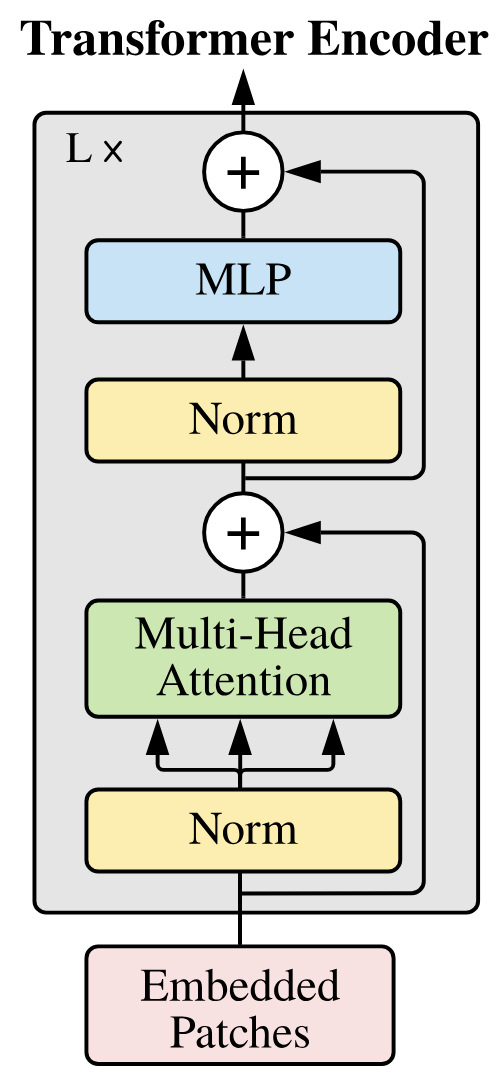 Transformer Encoder
L ×
+
MLP
Norm
+
Multi-Head
Attention
Norm
Embedded
Patches